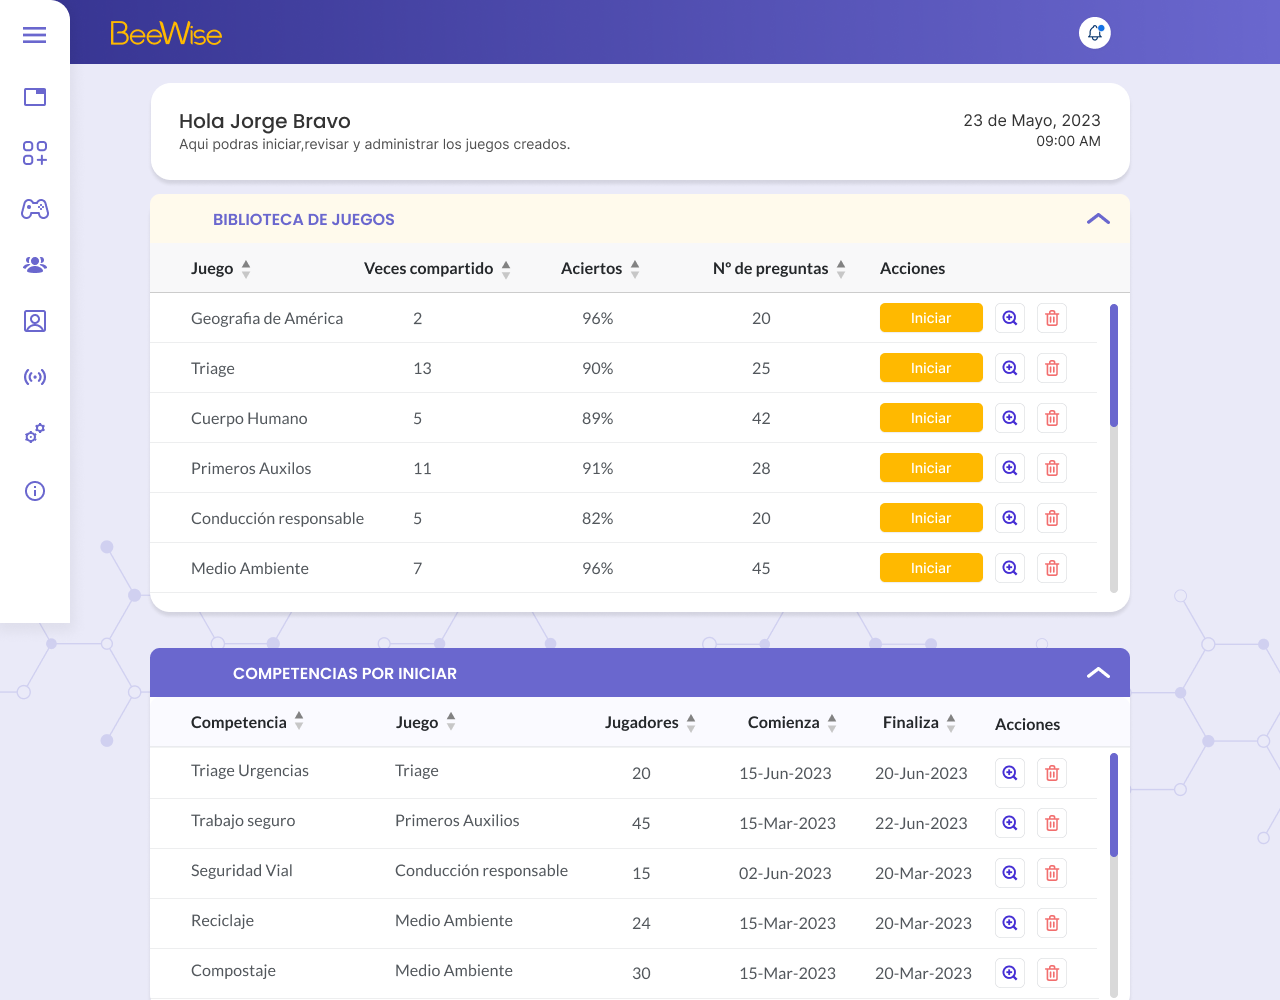 BeeWise
Hola Jorge Bravo
23 de Mayo, 2023
Aqui podras iniciar,revisar y administrar los juegos creados.
09:00 AM
BIBLIOTECA DE JUEGOS
Juego Veces compartido Aciertos Nº de preguntas Acciones
Geografia de América 2 96% 20 Iniciar
Triage 13 90% 25 Iniciar
Cuerpo Humano 5 89% 42 Iniciar
Primeros Auxilos 11 91% 28 Iniciar
Conducción responsable 5 82% 20 Iniciar
Medio Ambiente 7 96% 45 Iniciar
COMPETENCIAS POR INICIAR
Competencia Juego Jugadores Comienza Finaliza Acciones
Triage Urgencias Triage 20 15-Jun-2023 20-Jun-2023
Trabajo seguro Primeros Auxilios 45 15-Mar-2023 22-Jun-2023
Seguridad Vial Conducción responsable 15 02-Jun-2023 20-Mar-2023
Reciclaje Medio Ambiente 24 15-Mar-2023 20-Mar-2023
Compostaje Medio Ambiente 30 15-Mar-2023 20-Mar-2023